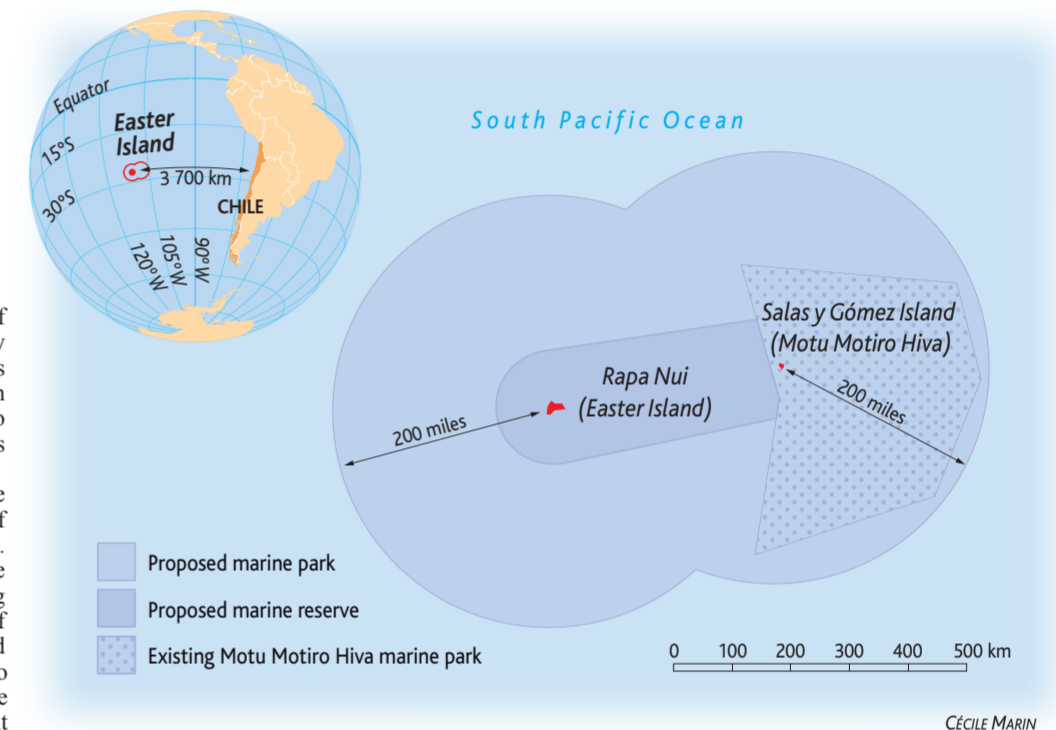 Equator
15°S
30°S
Easter
Island
3 700 km
CHILE
120°W
105°W
90°W
South Pacific Ocean
Salas y Gómez Island
(Motu Motiro Hiva)
Rapa Nui
(Easter Island)
200 miles
200 miles
Proposed marine park
Proposed marine reserve
Existing Motu Motiro Hiva marine park
0 100 200 300 400 500 km
CÉCILE MARIN